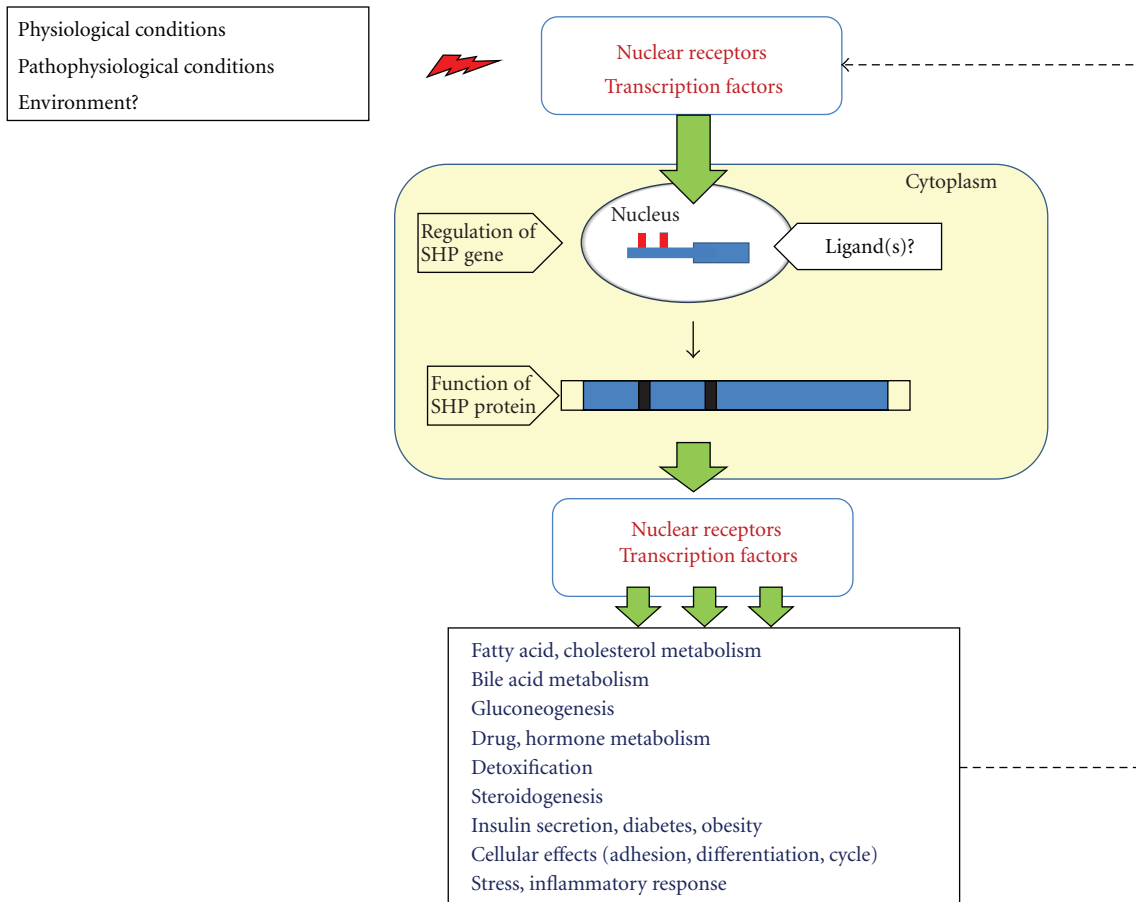 Physiological conditions
Pathophysiological conditions
Environment?
Nuclear receptors
Transcription factors
Cytoplasm
Nucleus
Regulation of
SHP gene
Ligand(s)?
Function of
SHP protein
Nuclear receptors
Transcription factors
Fatty acid, cholesterol metabolism
Bile acid metabolism
Gluconeogenesis
Drug, hormone metabolism
Detoxification
Steroidogenesis
Insulin secretion, diabetes, obesity
Cellular effects (adhesion, differentiation, cycle)
Stress, inflammatory response